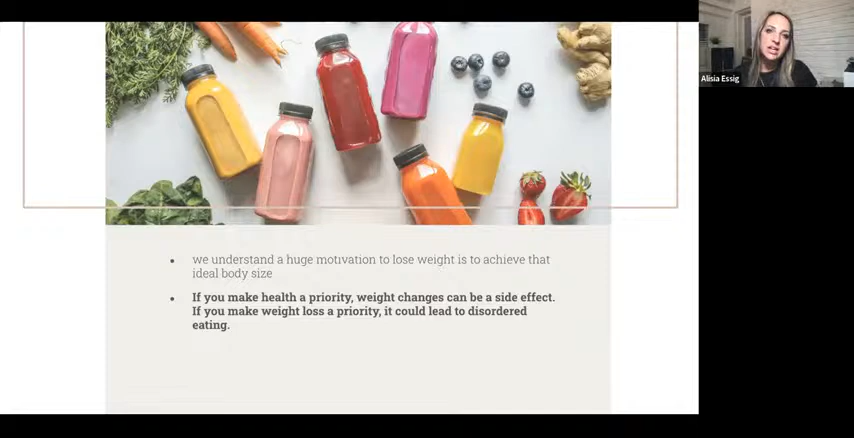 Alisia Essig
we understand a huge motivation to lose weight is to achieve that
ideal body size
If you make health a priority, weight changes can be a side effect.
If you make weight loss a priority, it could lead to disordered
eating.